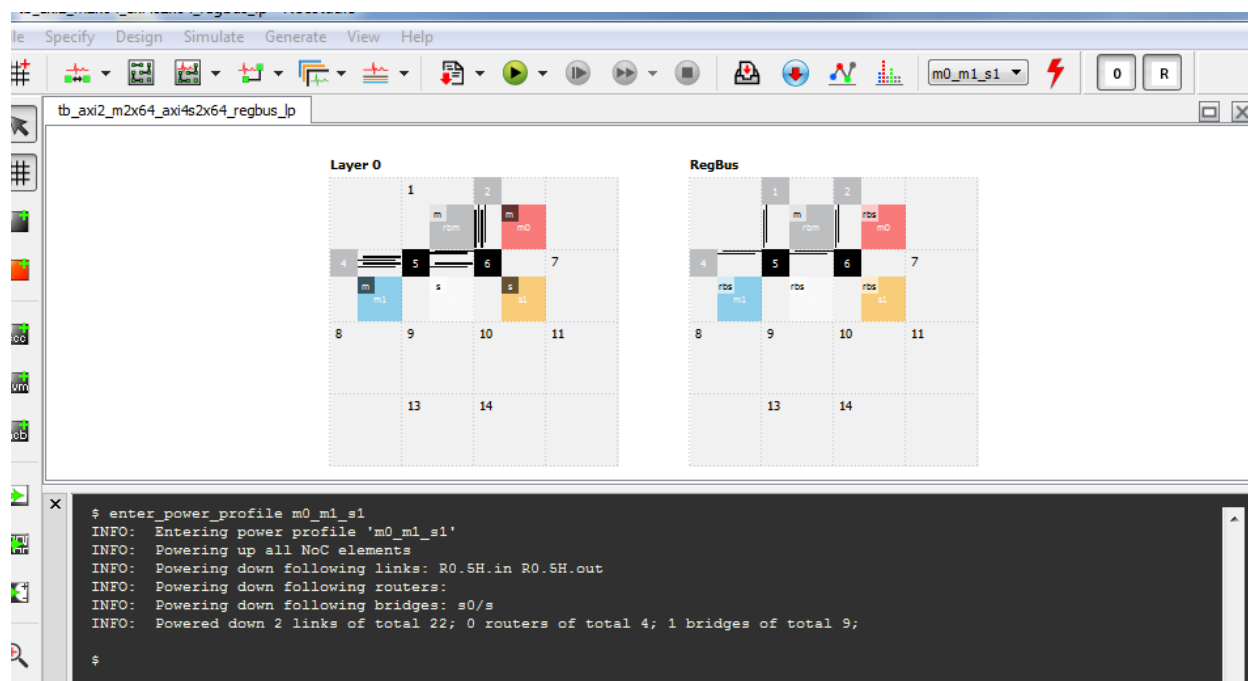 Specify Design Simulate Generate View Help
m0_m1_s1
0 R
tb_axi2_m2x64_axi4s2x64_regbus_lp
Layer 0
RegBus
1 2
m rbm m m0
4 5 6 7
m m1 s s s1
8 9 10 11
13 14
1 2
m rbm rbs m0
4 5 6 7
rbs m1 rbs rbs s1
8 9 10 11
13 14
$ enter_power_profile m0_m1_s1
INFO: Entering power profile 'm0_m1_s1'
INFO: Powering up all NoC elements
INFO: Powering down following links: R0.5H.in R0.5H.out
INFO: Powering down following routers:
INFO: Powering down following bridges: s0/s
INFO: Powered down 2 links of total 22; 0 routers of total 4; 1 bridges of total 9;
$